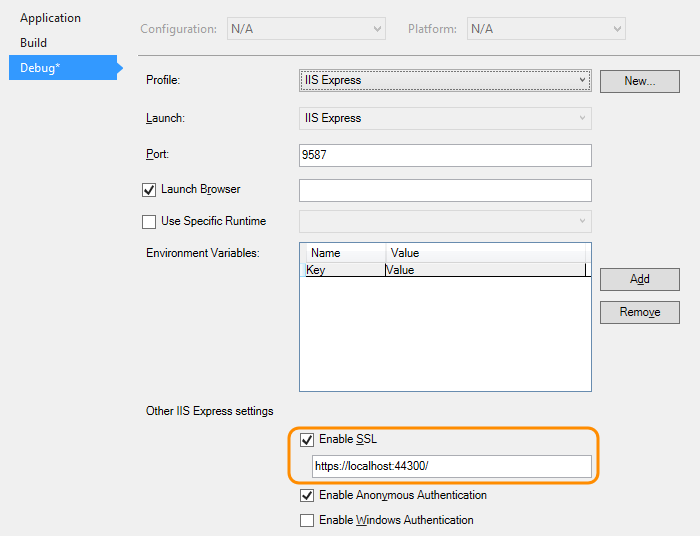 Application
Build
Debug*
Configuration: N/A Platform: N/A
Profile: IIS Express New...
Launch: IIS Express
Port: 9587
Launch Browser
Use Specific Runtime
Environment Variables: Name Value
Key Value
Add
Remove
Other IIS Express settings
Enable SSL
https://localhost:44300/
Enable Anonymous Authentication
Enable Windows Authentication